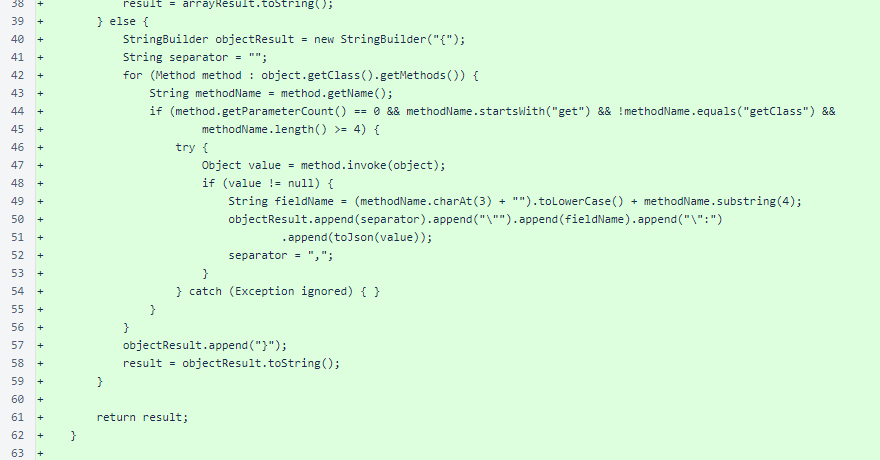 38 + result = arrayResult.toString();
39 + } else {
40 + StringBuilder objectResult = new StringBuilder("{");
41 + String separator = "";
42 + for (Method method : object.getClass().getMethods()) {
43 + String methodName = method.getName();
44 + if (method.getParameterCount() == 0 && methodName.startsWith("get") && !methodName.equals("getClass") &&
45 + methodName.length() >= 4) {
46 + try {
47 + Object value = method.invoke(object);
48 + if (value != null) {
49 + String fieldName = (methodName.charAt(3) + "").toLowerCase() + methodName.substring(4);
50 + objectResult.append(separator).append("\"").append(fieldName).append("\":")
51 + .append(toJson(value));
52 + separator = ",";
53 + }
54 + } catch (Exception ignored) { }
55 + }
56 + }
57 + objectResult.append("}");
58 + result = objectResult.toString();
59 + }
60 +
61 + return result;
62 + }
63 +